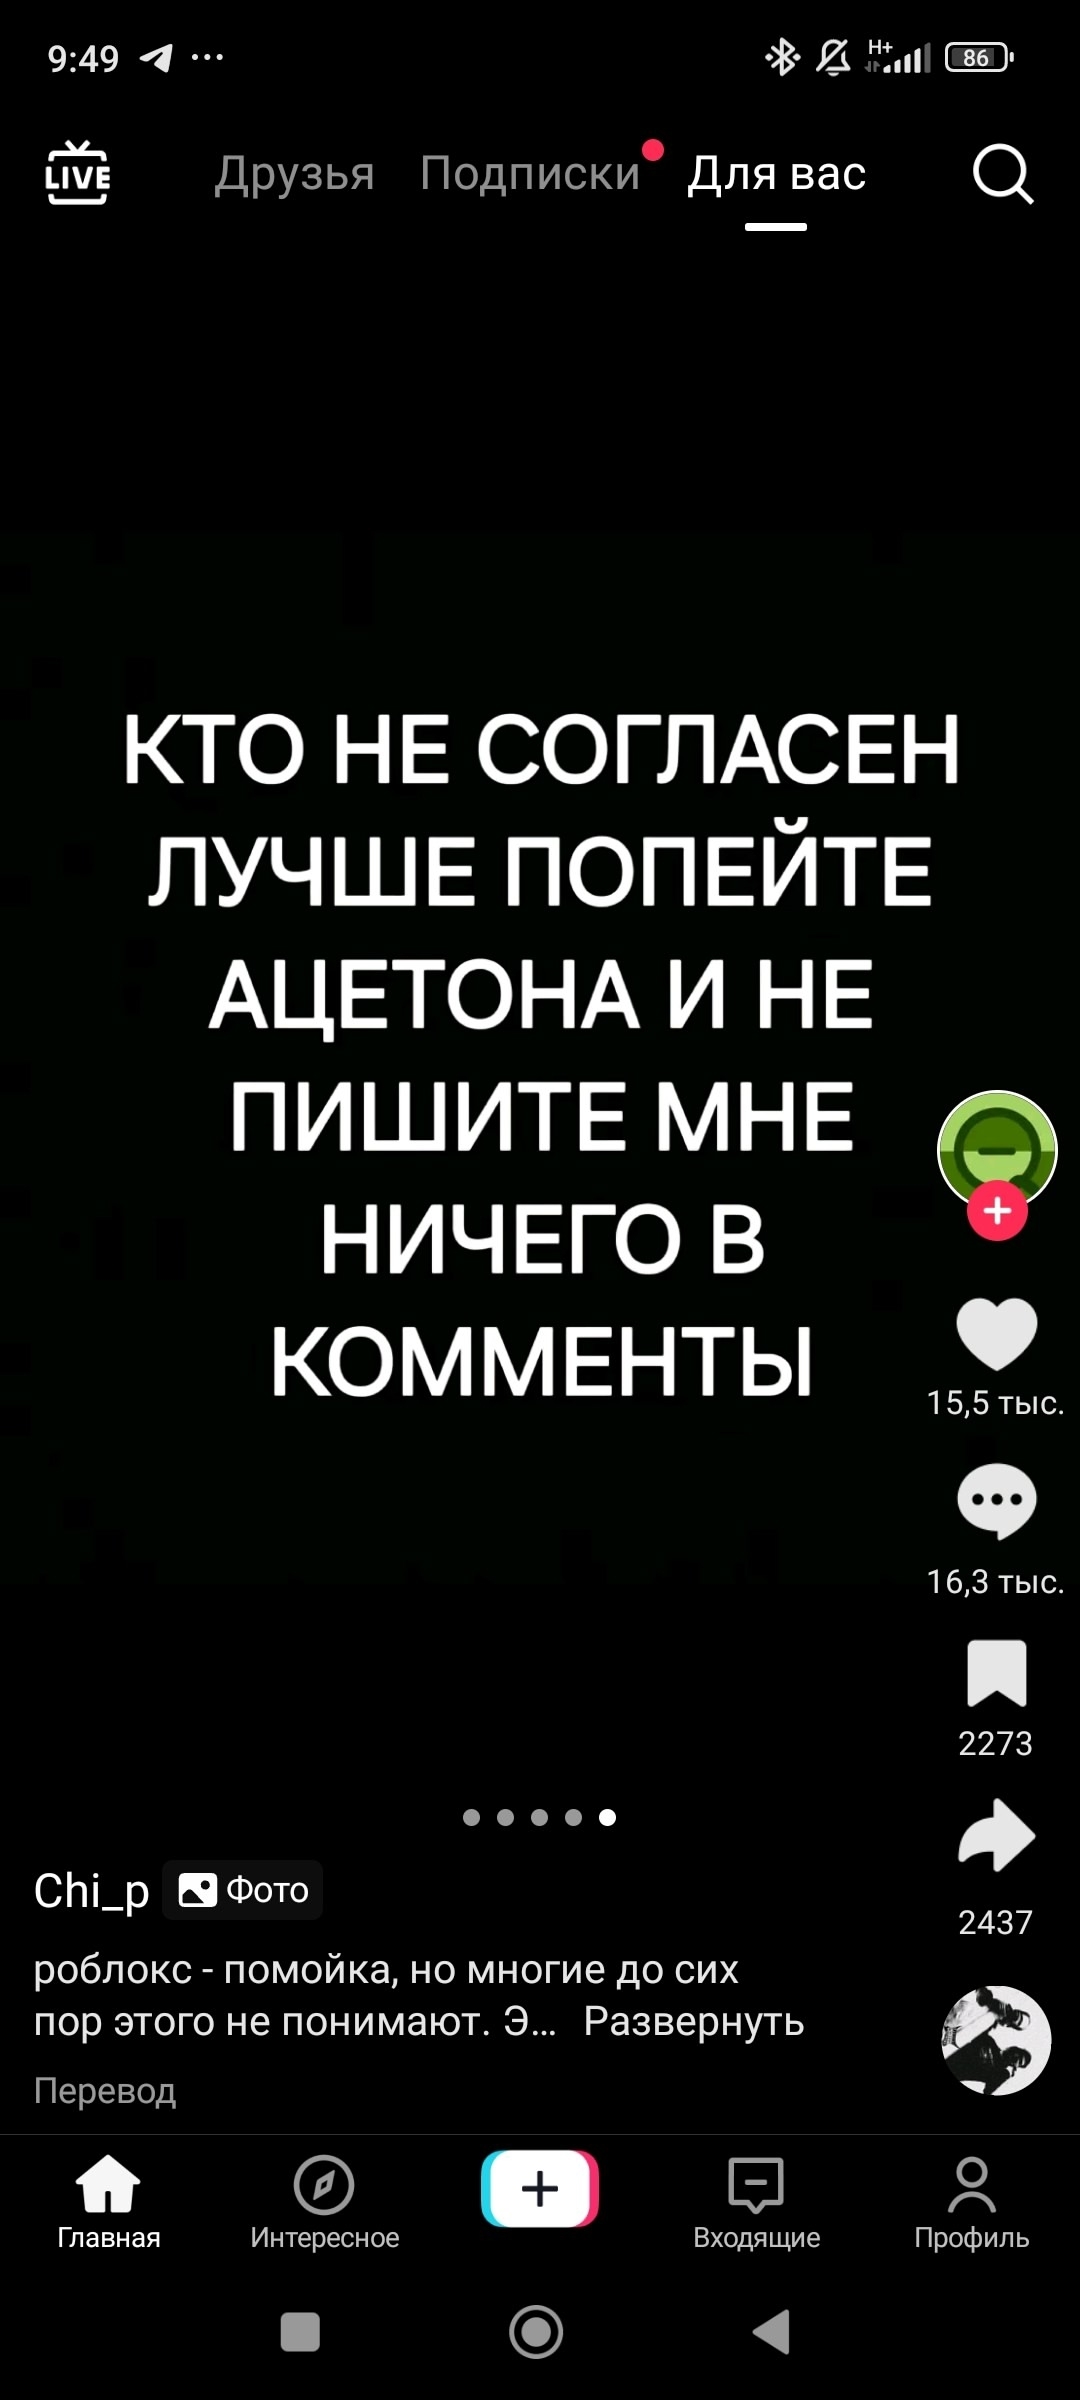 9:49
H+
86
LIVE
Друзья
Подписки
Для вас
КТО НЕ СОГЛАСЕН
ЛУЧШЕ ПОПЕЙТЕ
АЦЕТОНА И НЕ
ПИШИТЕ МНЕ
НИЧЕГО В
КОММЕНТЫ
15,5 тыс.
16,3 тыс.
2273
2437
Chi_p
Фото
роблокс - помойка, но многие до сих
пор этого не понимают. Э... Развернуть
Перевод
Главная
Интересное
Входящие
Профиль